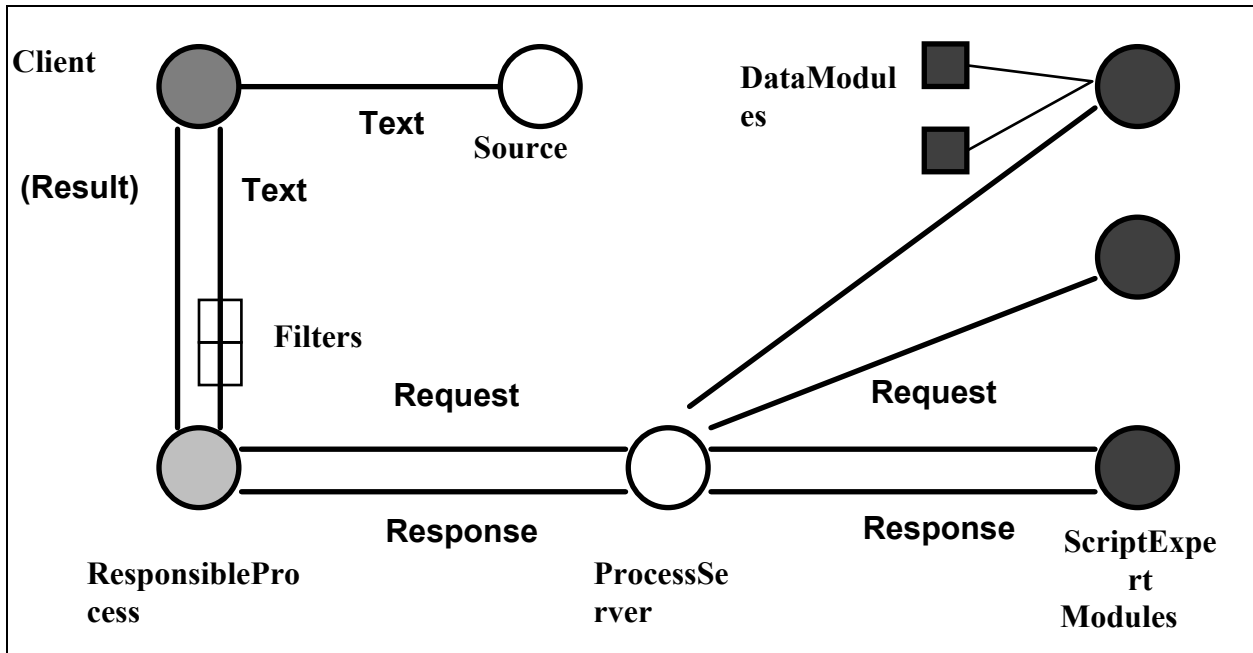 Client
DataModul
es
Text
Source
(Result)
Text
Filters
Request
Request
Response
Response
ResponsiblePro
cess
ProcessSe
rver
ScriptExpe
rt
Modules